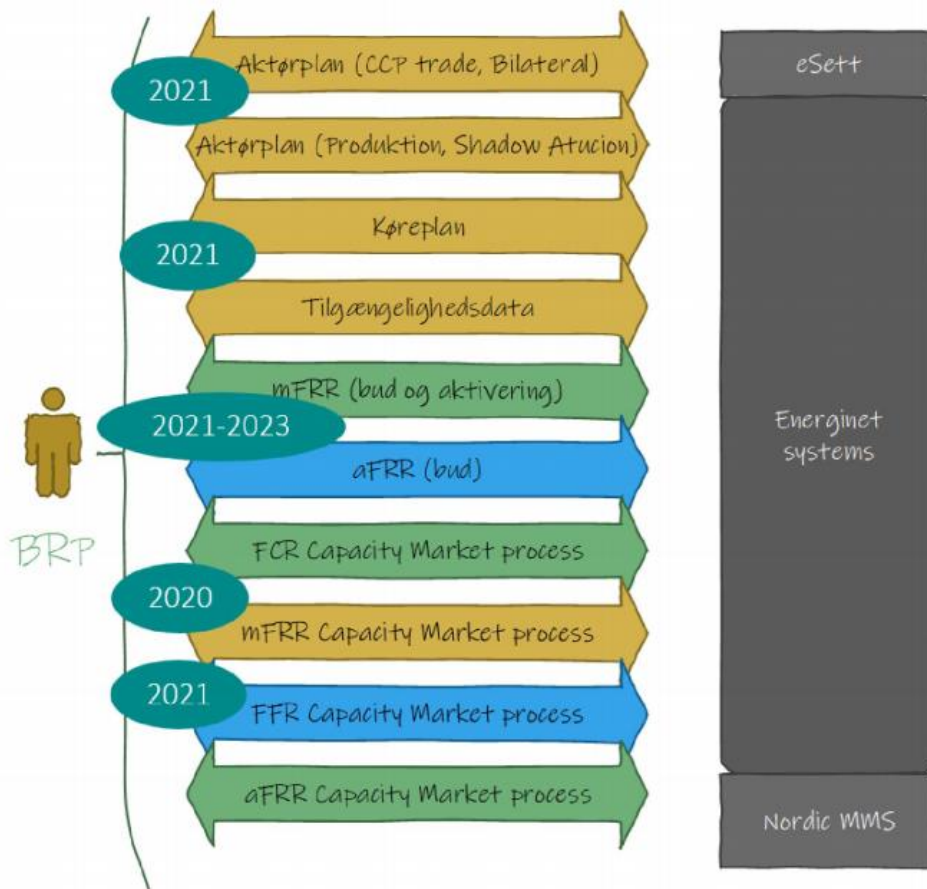 Aktørplan (CCP trade, Bilateral)
eSett
2021
Aktørplan (Produktion, Shadow Atucion)
Køreplan
2021
Tilgængelighedsdata
mFRR (bud og aktivering)
2021-2023
Energinet
systems
aFRR (bud)
BRP
FCR Capacity Market process
2020
mFRR Capacity Market process
2021
FFR Capacity Market process
aFRR Capacity Market process
Nordic MMS